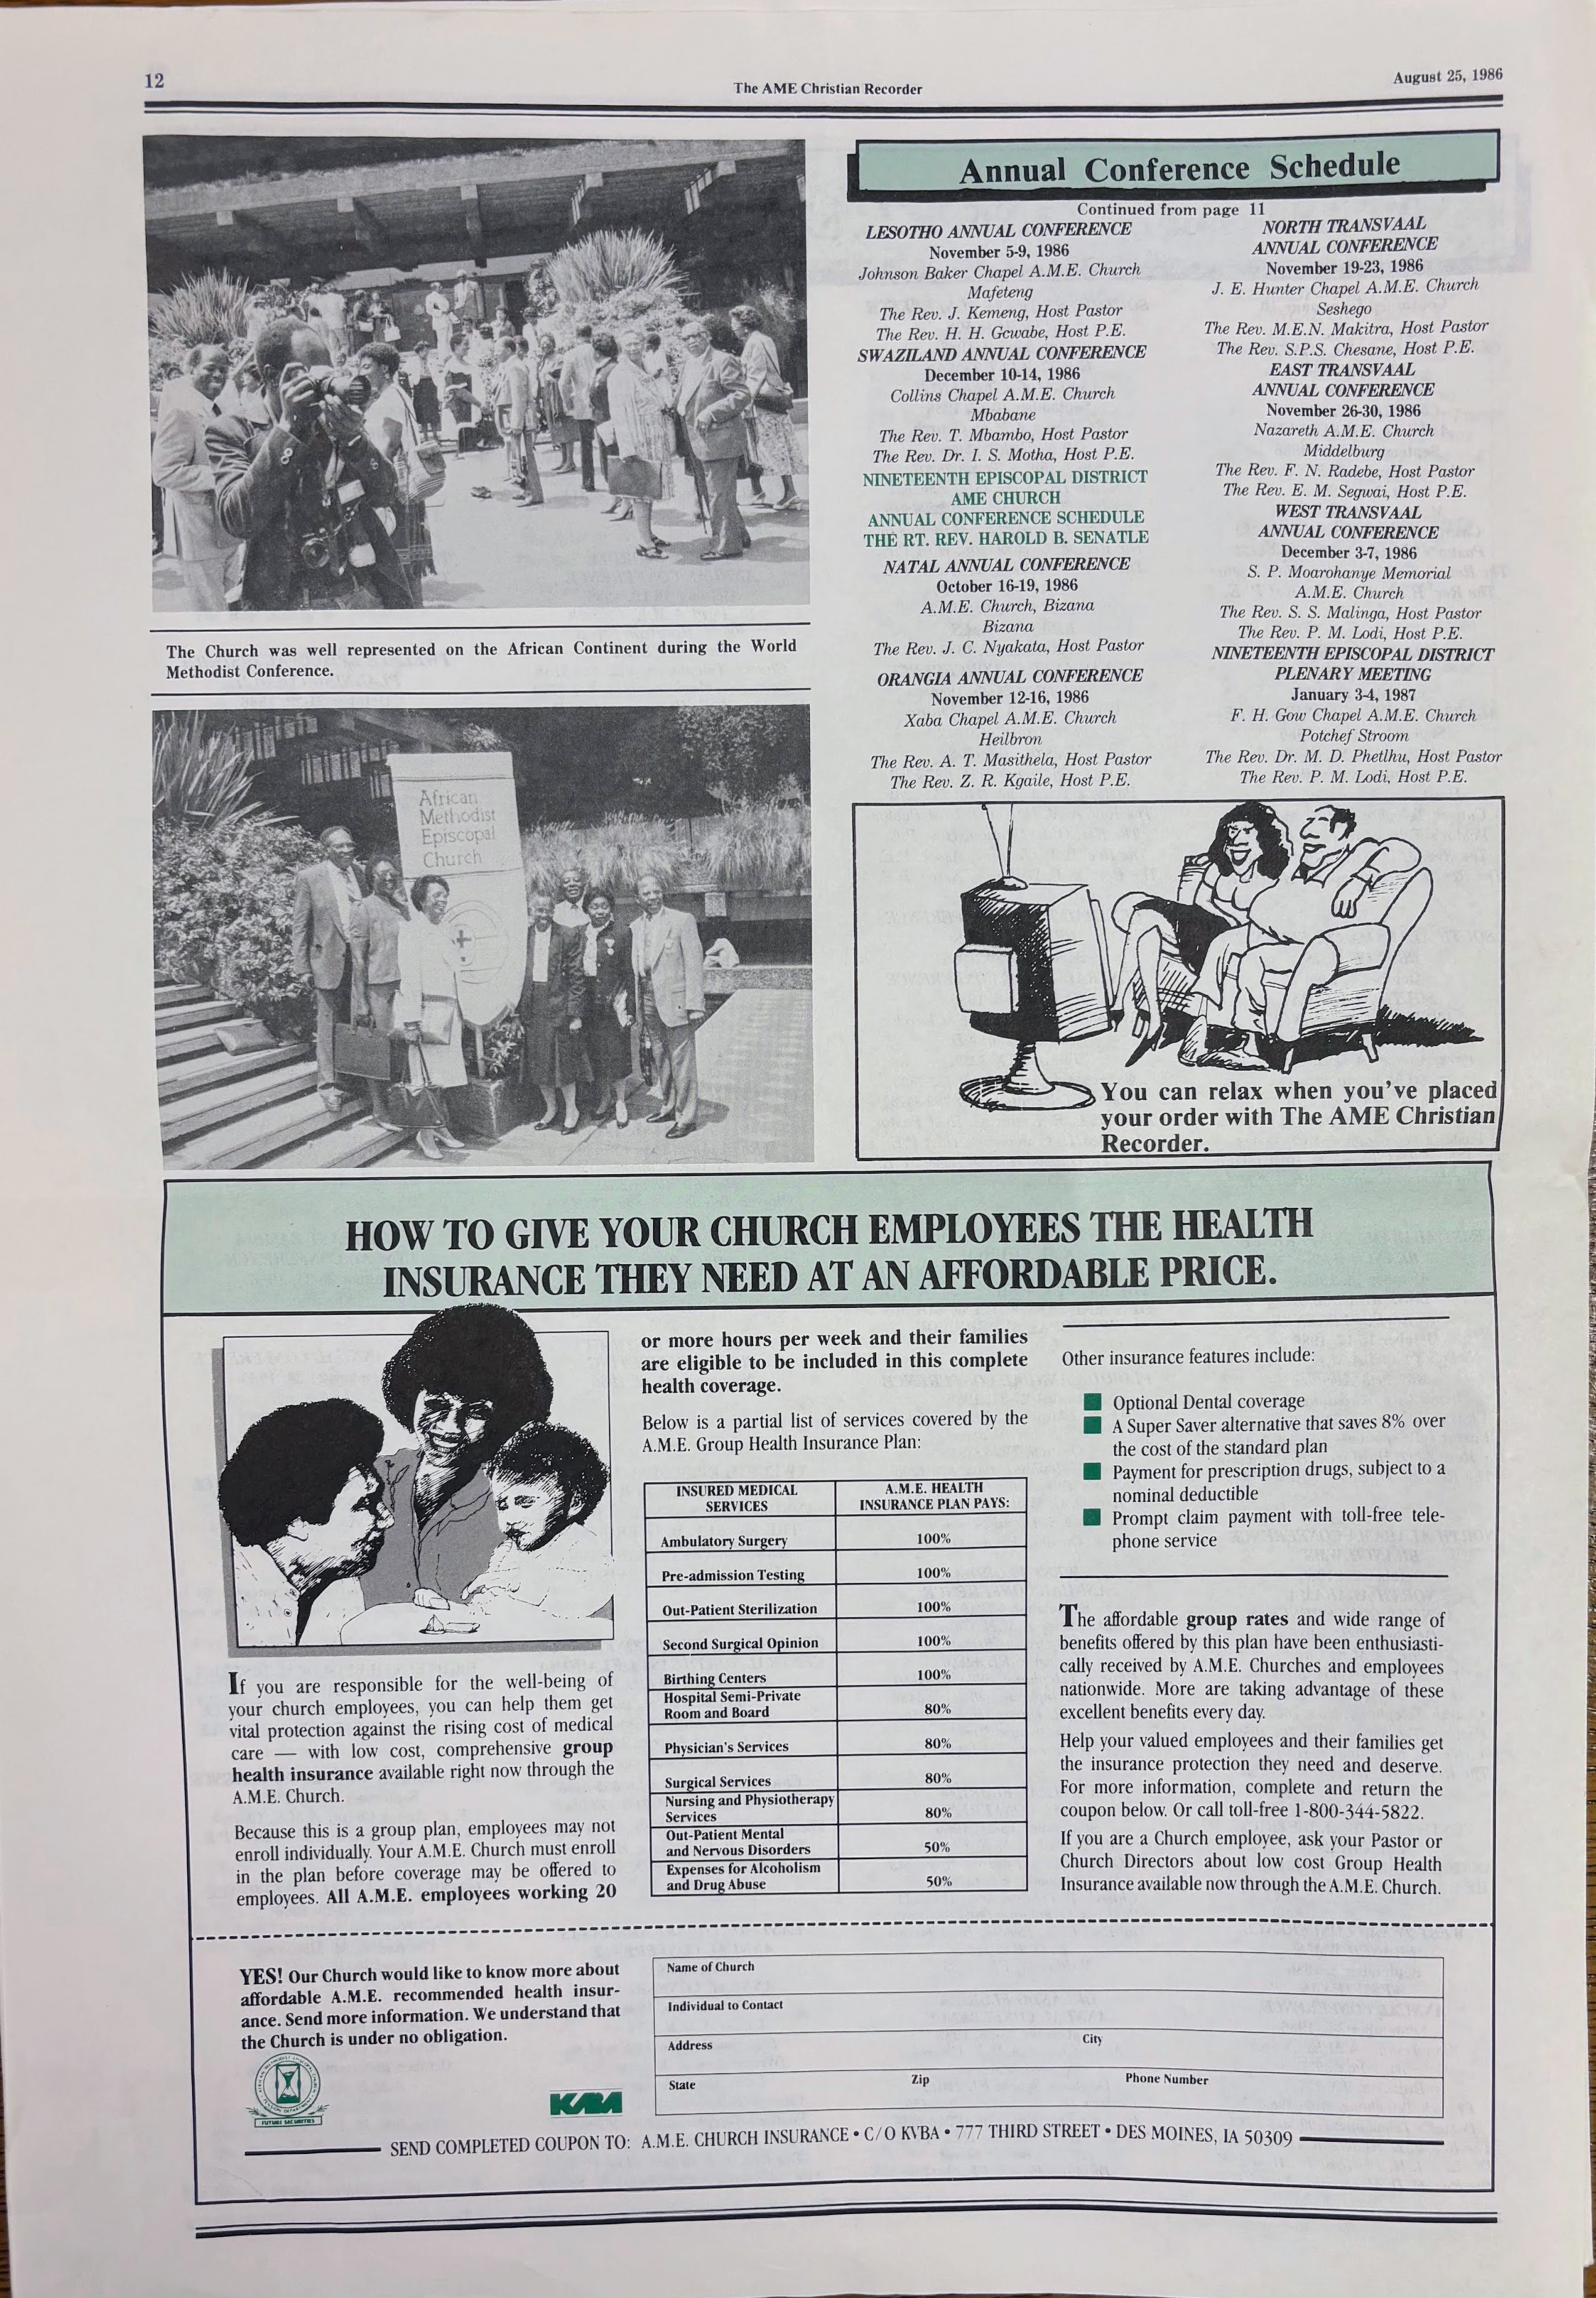 12
The AME Christian Recorder
August 25, 1986
The Church was well represented on the African Continent during the World
Methodist Conference.
African
Methodist
Episcopal
Church
Annual Conference Schedule
Continued from page 11
LESOTHO ANNUAL CONFERENCE
November 5-9, 1986
Johnson Baker Chapel A.M.E. Church
Mafeteng
The Rev. J. Kemeng, Host Pastor
The Rev. H. H. Gcwabe, Host P.E.
SWAZILAND ANNUAL CONFERENCE
December 10-14, 1986
Collins Chapel A.M.E. Church
Mbabane
The Rev. T. Mbambo, Host Pastor
The Rev. Dr. I. S. Motha, Host P.E.
NINETEENTH EPISCOPAL DISTRICT
AME CHURCH
ANNUAL CONFERENCE SCHEDULE
THE RT. REV. HAROLD B. SENATLE
NATAL ANNUAL CONFERENCE
October 16-19, 1986
A.M.E. Church, Bizana
Bizana
The Rev. J. C. Nyakata, Host Pastor
ORANGIA ANNUAL CONFERENCE
November 12-16, 1986
Xaba Chapel A.M.E. Church
Heilbron
The Rev. A. T. Masithela, Host Pastor
The Rev. Z. R. Kgaile, Host P.E.
NORTH TRANSVAAL
ANNUAL CONFERENCE
November 19-23, 1986
J. E. Hunter Chapel A.M.E. Church
Seshego
The Rev. M.E.N. Makitra, Host Pastor
The Rev. S.P.S. Chesane, Host P.E.
EAST TRANSVAAL
ANNUAL CONFERENCE
November 26-30, 1986
Nazareth A.M.E. Church
Middelburg
The Rev. F. N. Radebe, Host Pastor
The Rev. E. M. Segwai, Host P.E.
WEST TRANSVAAL
ANNUAL CONFERENCE
December 3-7, 1986
S. P. Moarohanye Memorial
A.M.E. Church
The Rev. S. S. Malinga, Host Pastor
The Rev. P. M. Lodi, Host P.E.
NINETEENTH EPISCOPAL DISTRICT
PLENARY MEETING
January 3-4, 1987
F. H. Gow Chapel A.M.E. Church
Potchef Stroom
The Rev. Dr. M. D. Phetlhu, Host Pastor
The Rev. P. M. Lodi, Host P.E.
You can relax when you've placed
your order with The AME Christian
Recorder.
HOW TO GIVE YOUR CHURCH EMPLOYEES THE HEALTH
INSURANCE THEY NEED AT AN AFFORDABLE PRICE.
If you are responsible for the well-being of
your church employees, you can help them get
vital protection against the rising cost of medical
care — with low cost, comprehensive group
health insurance available right now through the
A.M.E. Church.
Because this is a group plan, employees may not
enroll individually. Your A.M.E. Church must enroll
in the plan before coverage may be offered to
employees. All A.M.E. employees working 20
or more hours per week and their families
are eligible to be included in this complete
health coverage.
Below is a partial list of services covered by the
A.M.E. Group Health Insurance Plan:
INSURED MEDICAL SERVICES A.M.E. HEALTH INSURANCE PLAN PAYS:
Ambulatory Surgery 100%
Pre-admission Testing 100%
Out-Patient Sterilization 100%
Second Surgical Opinion 100%
Birthing Centers 100%
Hospital Semi-Private
Room and Board 80%
Physician's Services 80%
Surgical Services 80%
Nursing and Physiotherapy
Services 80%
Out-Patient Mental
and Nervous Disorders 50%
Expenses for Alcoholism
and Drug Abuse 50%
Other insurance features include:
Optional Dental coverage
A Super Saver alternative that saves 8% over
the cost of the standard plan
Payment for prescription drugs, subject to a
nominal deductible
Prompt claim payment with toll-free tele-
phone service
The affordable group rates and wide range of
benefits offered by this plan have been enthusiasti-
cally received by A.M.E. Churches and employees
nationwide. More are taking advantage of these
excellent benefits every day.
Help your valued employees and their families get
the insurance protection they need and deserve.
For more information, complete and return the
coupon below. Or call toll-free 1-800-344-5822.
If you are a Church employee, ask your Pastor or
Church Directors about low cost Group Health
Insurance available now through the A.M.E. Church.
YES! Our Church would like to know more about
affordable A.M.E. recommended health insur-
ance. Send more information. We understand that
the Church is under no obligation.
FUTURE SECURITIES
KVBA
Name of Church
Individual to Contact
Address City
State Zip Phone Number
SEND COMPLETED COUPON TO: A.M.E. CHURCH INSURANCE • C/O KVBA • 777 THIRD STREET • DES MOINES, IA 50309